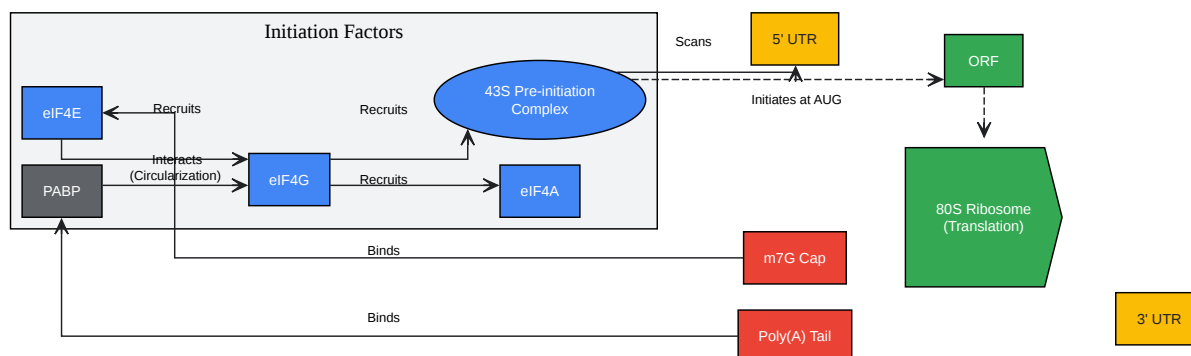 Initiation Factors
Scans
5' UTR
ORF
43S Pre-initiation
Complex
Initiates at AUG
eIF4E
Recruits
Recruits
Interacts
(Circularization)
PABP
eIF4G
Recruits
eIF4A
80S Ribosome
(Translation)
Binds
m7G Cap
Binds
Poly(A) Tail
3' UTR